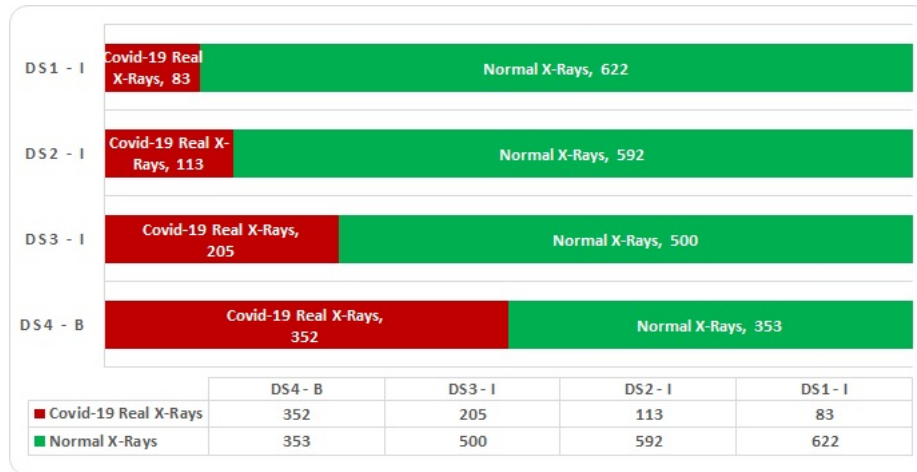 DS1 - I
Covid-19 Real
X-Rays, 83
Normal X-Rays, 622
DS2 - I
Covid-19 Real X-
Rays, 113
Normal X-Rays, 592
DS3 - I
Covid-19 Real X-Rays,
205
Normal X-Rays, 500
DS4 - B
Covid-19 Real X-Rays,
352
Normal X-Rays, 353
DS4 - B DS3 - I DS2 - I DS1 - I
Covid-19 Real X-Rays 352 205 113 83
Normal X-Rays 353 500 592 622